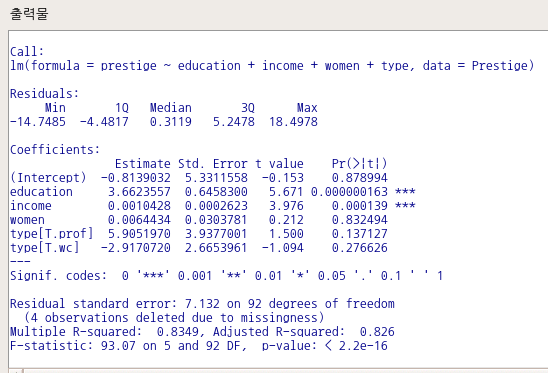 출력물
Call:
lm(formula = prestige ~ education + income + women + type, data = Prestige)
Residuals:
     Min       1Q   Median       3Q      Max
-14.7485  -4.4817   0.3119   5.2478  18.4978
Coefficients:
               Estimate Std. Error t value    Pr(>|t|)
(Intercept)  -0.8139032  5.3311558  -0.153    0.878994
education     3.6623557  0.6458300   5.671 0.000000163 ***
income        0.0010428  0.0002623   3.976    0.000139 ***
women         0.0064434  0.0303781   0.212    0.832494
type[T.prof]  5.9051970  3.9377001   1.500    0.137127
type[T.wc]   -2.9170720  2.6653961  -1.094    0.276626
---
Signif. codes:  0 '***' 0.001 '**' 0.01 '*' 0.05 '.' 0.1 ' ' 1
Residual standard error: 7.132 on 92 degrees of freedom
  (4 observations deleted due to missingness)
Multiple R-squared:  0.8349, Adjusted R-squared:  0.826
F-statistic: 93.07 on 5 and 92 DF,  p-value: < 2.2e-16